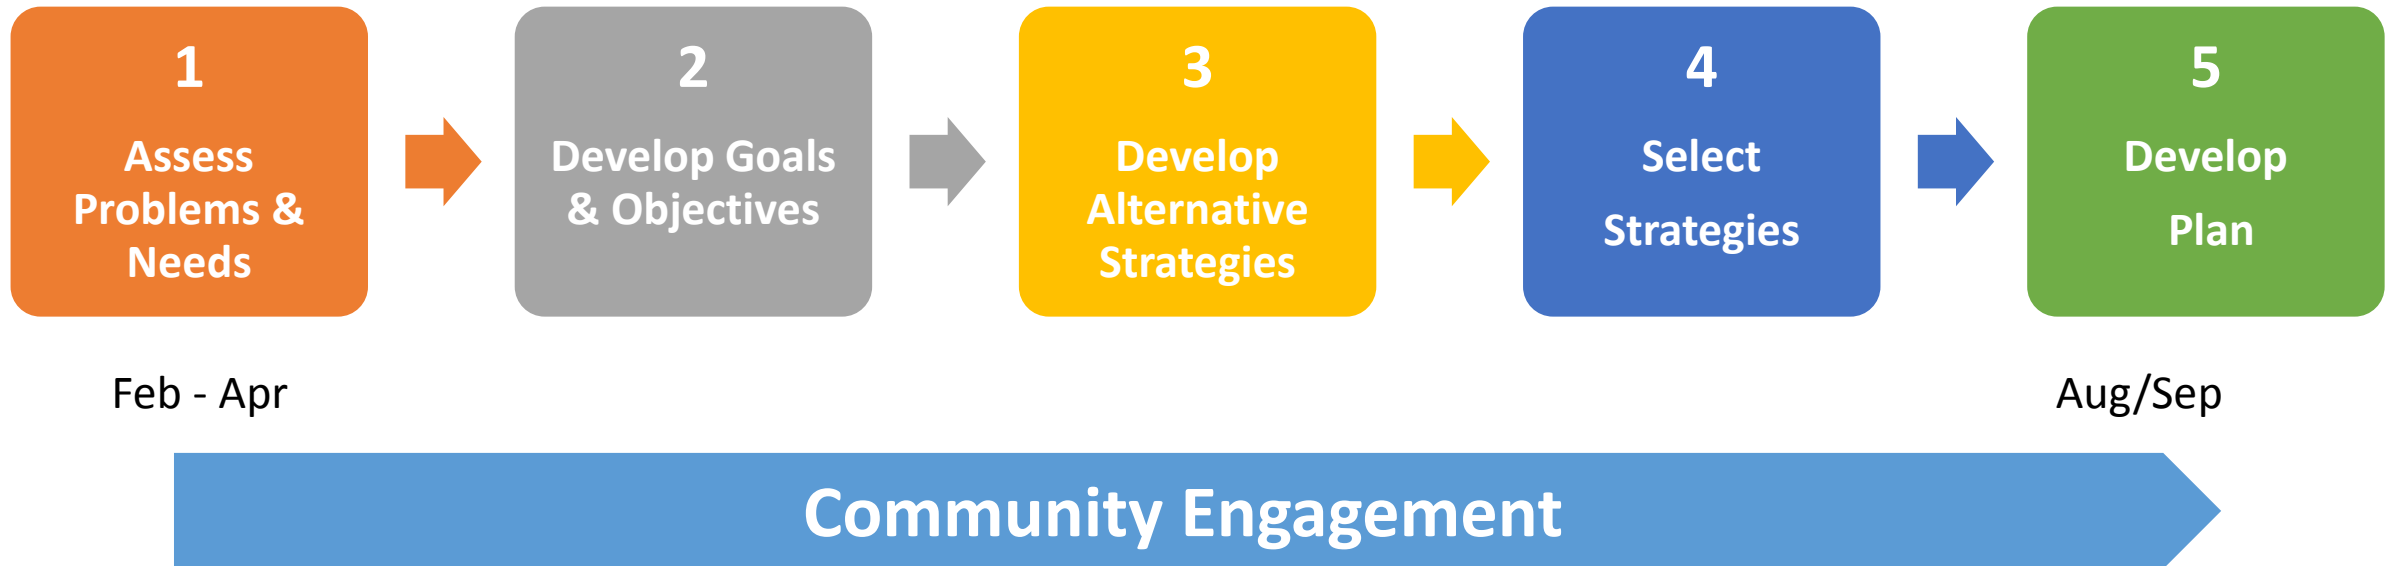 1
Assess
Problems &
Needs
2
Develop Goals
& Objectives
3
Develop
Alternative
Strategies
4
Select
Strategies
5
Develop
Plan
Feb - Apr
Aug/Sep
Community Engagement